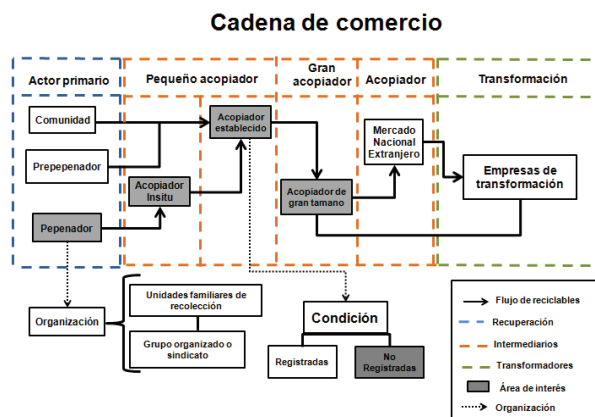 Cadena de comercio
Actor primario
Pequeño acopiador
Gran
acopiador
Acopiador
Transformación
Comunidad
Prepepenador
Pepenador
Acopiador
Insitu
Acopiador
establecido
Acopiador de
gran tamano
Mercado
Nacional
Extranjero
Empresas de
transformación
Organización
Unidades familiares de
recolección
Grupo organizado o
sindicato
Condición
Registradas
No
Registradas
Flujo de reciclables
Recuperación
Intermediarios
Transformadores
Área de interés
Organización